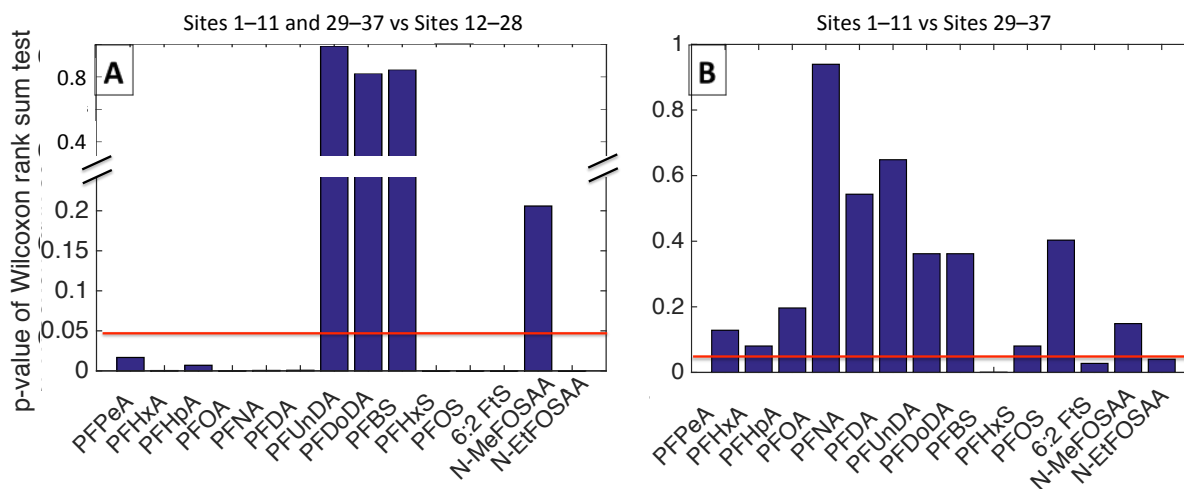 Sites 1–11 and 29–37 vs Sites 12–28
A
p-value of Wilcoxon rank sum test
0.8
0.4
0.2
0.15
0.1
0.05
0
PFPeA
PFHxA
PFHpA
PFOA
PFNA
PFDA
PFUnDA
PFDoDA
PFBS
PFHxS
PFOS
6:2 FtS
N-MeFOSAA
N-EtFOSAA
Sites 1–11 vs Sites 29–37
B
1
0.8
0.6
0.4
0.2
0
PFPeA
PFHxA
PFHpA
PFOA
PFNA
PFDA
PFUnDA
PFDoDA
PFBS
PFHxS
PFOS
6:2 FtS
N-MeFOSAA
N-EtFOSAA